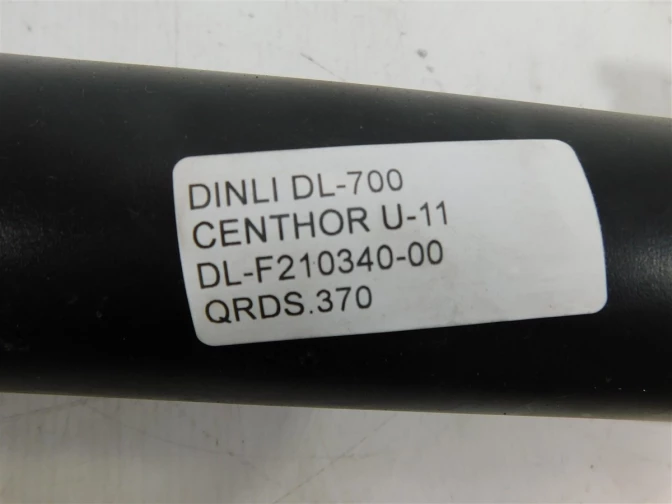 DINLI DL-700
CENTHOR U-11
DL-F210340-00
QRDS.370